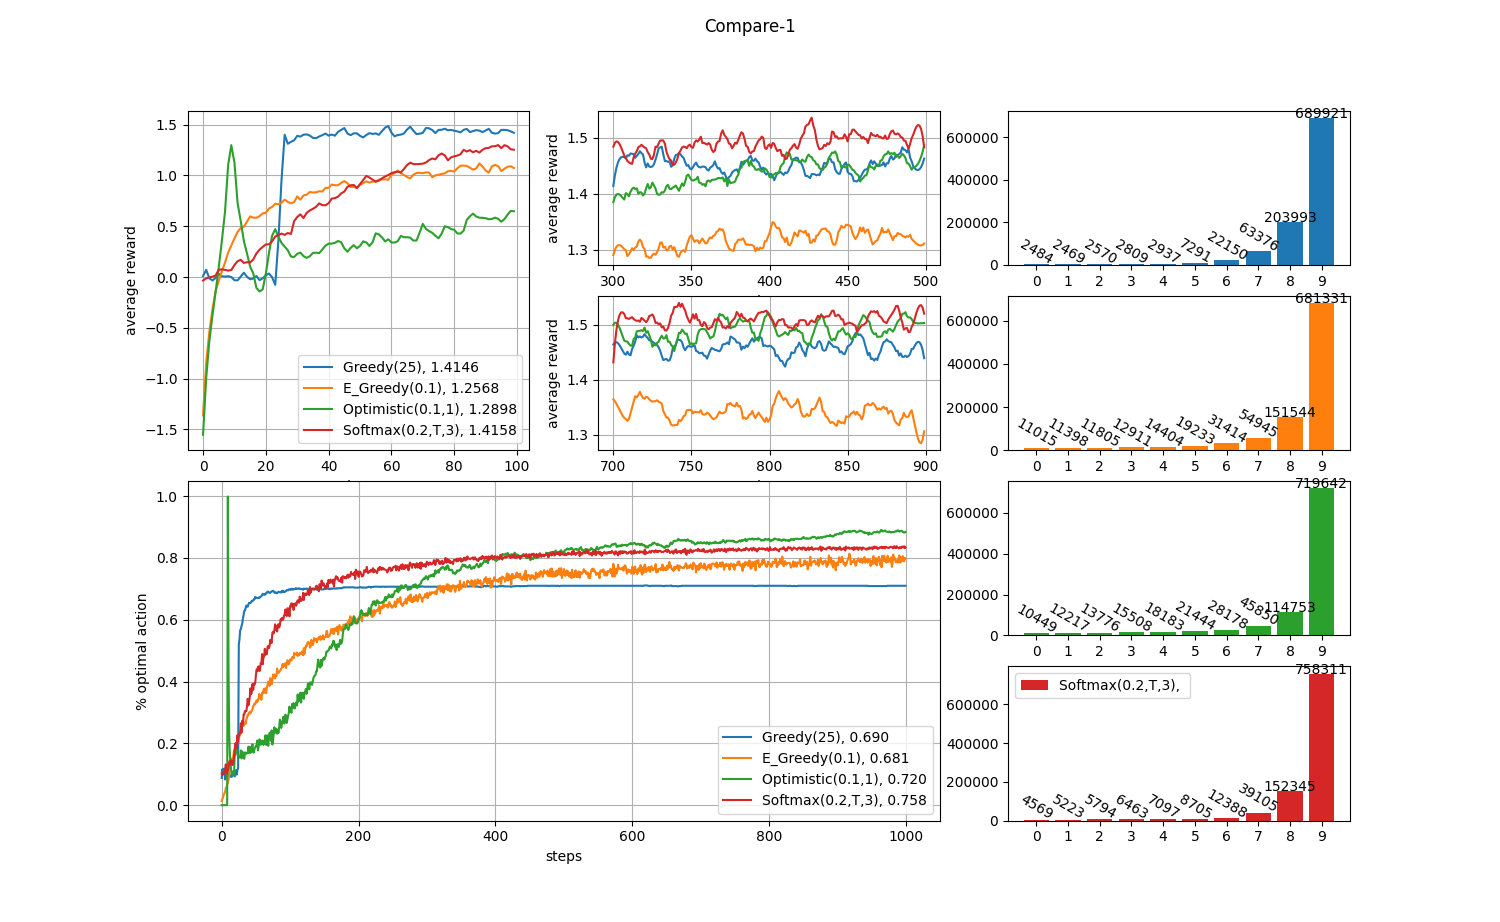 Compare-1
average reward
1.5
1.0
0.5
0.0
−0.5
−1.0
−1.5
0 20 40 60 80 100
Greedy(25), 1.4146
E_Greedy(0.1), 1.2568
Optimistic(0.1,1), 1.2898
Softmax(0.2,T,3), 1.4158
average reward
1.5
1.4
1.3
300 350 400 450 500
average reward
1.5
1.4
1.3
700 750 800 850 900
600000
400000
200000
0
2484 2469 2570 2809 2937 7291 22150 63376 203993 689921
0 1 2 3 4 5 6 7 8 9
600000
400000
200000
0
11015 11398 11805 12911 14404 19233 31414 54945 151544 681331
0 1 2 3 4 5 6 7 8 9
% optimal action
1.0
0.8
0.6
0.4
0.2
0.0
0 200 400 600 800 1000
steps
Greedy(25), 0.690
E_Greedy(0.1), 0.681
Optimistic(0.1,1), 0.720
Softmax(0.2,T,3), 0.758
600000
400000
200000
0
10449 12217 13776 15508 18183 21444 28178 45850 114753 719642
0 1 2 3 4 5 6 7 8 9
Softmax(0.2,T,3),
600000
400000
200000
0
4569 5223 5794 6463 7097 8705 12388 39105 152345 758311
0 1 2 3 4 5 6 7 8 9